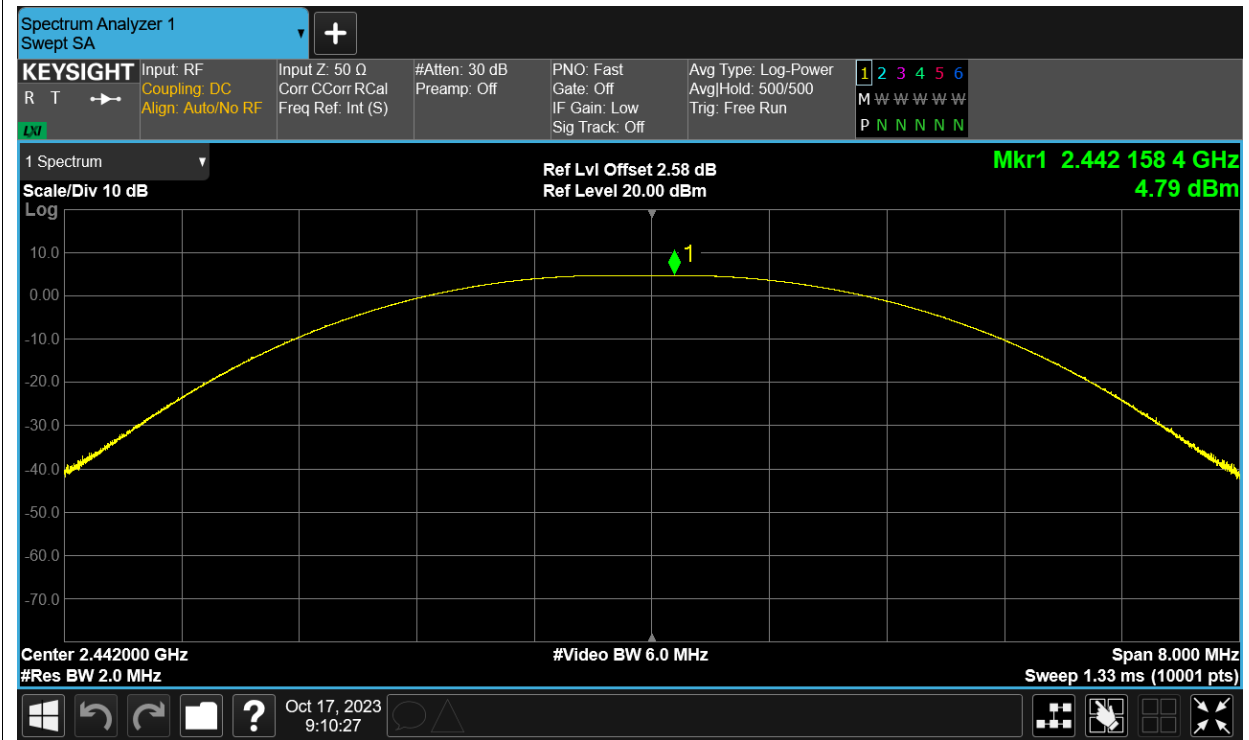 Spectrum Analyzer 1
Swept SA
+
KEYSIGHT
R T
LXI
Input: RF
Coupling: DC
Align: Auto/No RF
Input Z: 50 Ω
Corr CCorr RCal
Freq Ref: Int (S)
#Atten: 30 dB
Preamp: Off
PNO: Fast
Gate: Off
IF Gain: Low
Sig Track: Off
Avg Type: Log-Power
Avg|Hold: 500/500
Trig: Free Run
1 2 3 4 5 6
M W W W W W
P N N N N N
1 Spectrum
Scale/Div 10 dB
Log
Ref Lvl Offset 2.58 dB
Ref Level 20.00 dBm
Mkr1 2.442 158 4 GHz
4.79 dBm
1
10.0
0.00
-10.0
-20.0
-30.0
-40.0
-50.0
-60.0
-70.0
Center 2.442000 GHz
#Res BW 2.0 MHz
#Video BW 6.0 MHz
Span 8.000 MHz
Sweep 1.33 ms (10001 pts)
?
Oct 17, 2023
9:10:27